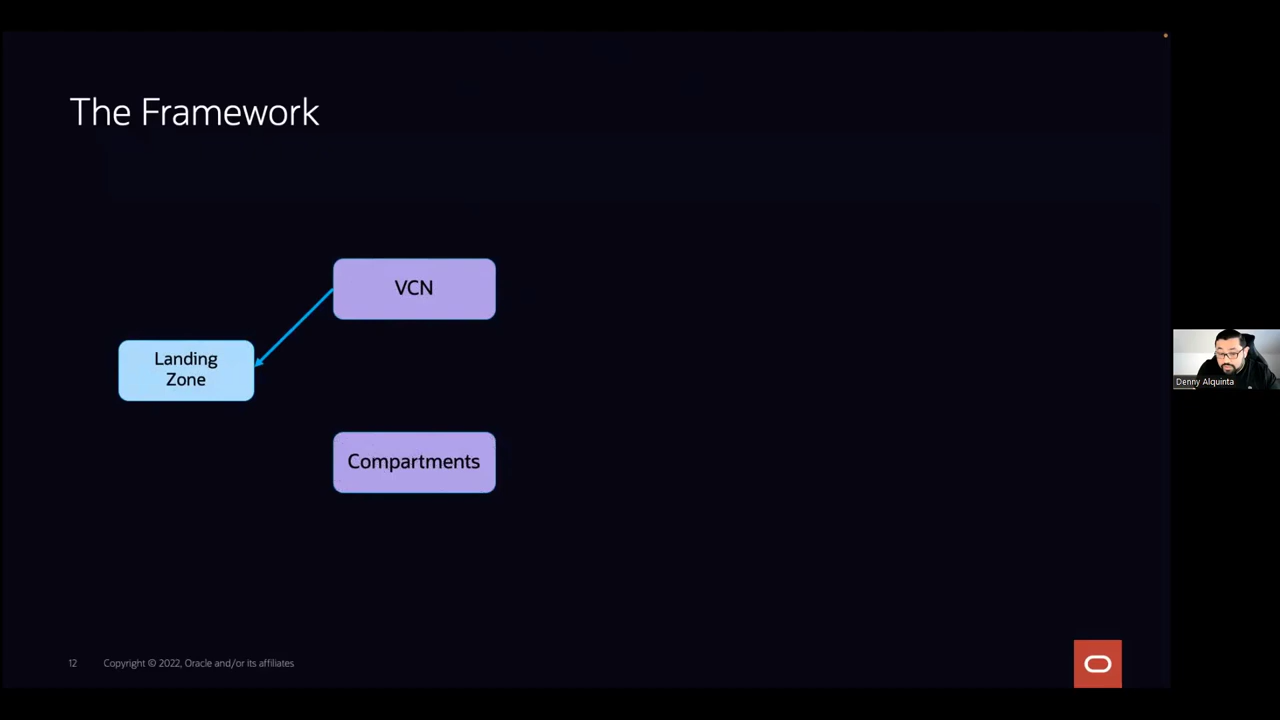 The Framework
VCN
Landing
Zone
Compartments
Denny Alquinta
12
Copyright © 2022, Oracle and/or its affiliates